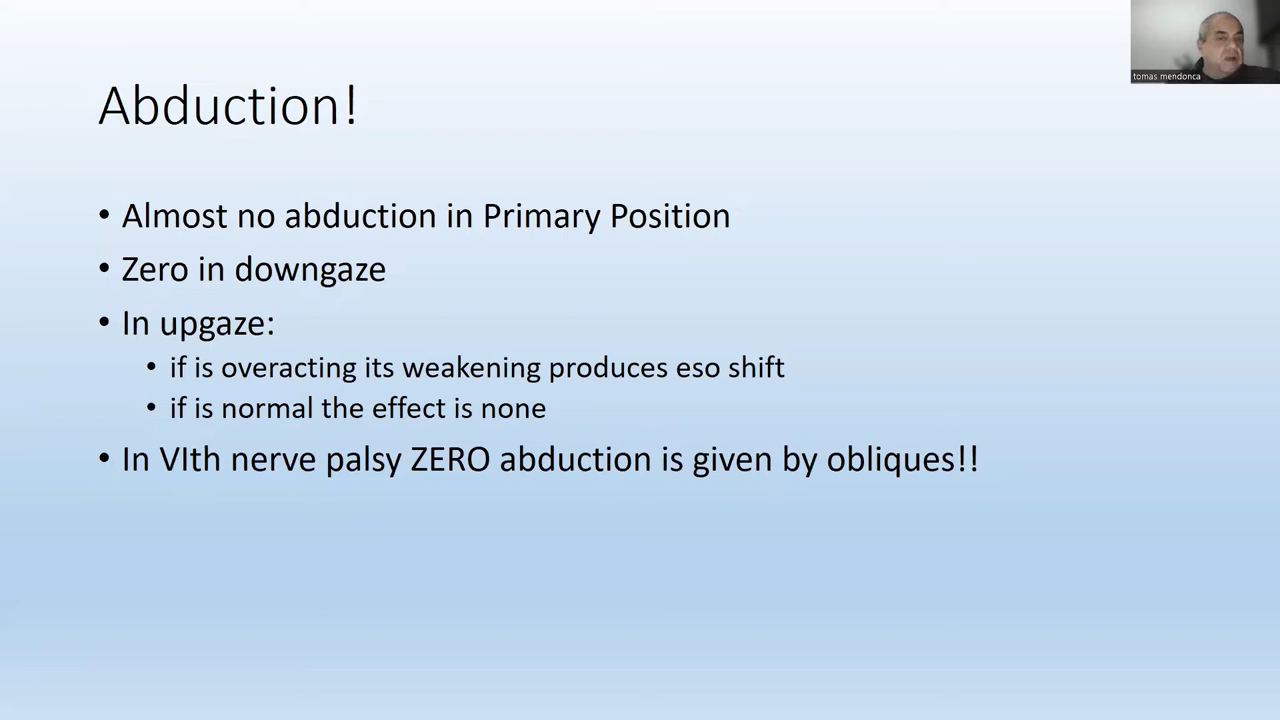 tomas mendonca
Abduction!
• Almost no abduction in Primary Position
• Zero in downgaze
• In upgaze:
• if is overacting its weakening produces eso shift
• if is normal the effect is none
• In VIth nerve palsy ZERO abduction is given by obliques!!